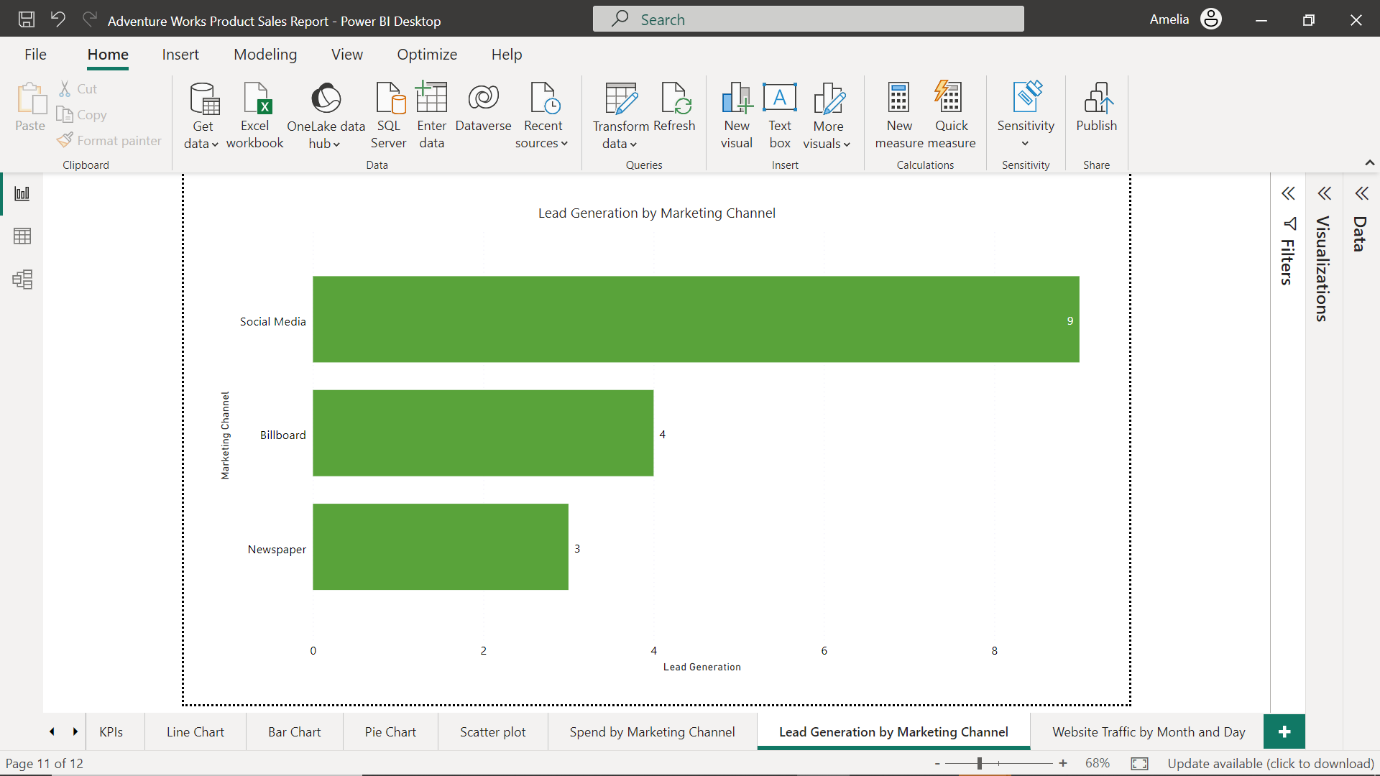 Adventure Works Product Sales Report - Power BI Desktop
Search
Amelia
File Home Insert Modeling View Optimize Help
Paste
Cut
Copy
Format painter
Clipboard
Get data
Excel workbook
OneLake data hub
SQL Server
Enter data
Dataverse
Recent sources
Data
Transform data
Refresh
Queries
New visual
Text box
More visuals
Insert
New measure
Quick measure
Calculations
Sensitivity
Sensitivity
Publish
Share
Lead Generation by Marketing Channel
Marketing Channel
Social Media 9
Billboard 4
Newspaper 3
0 2 4 6 8
Lead Generation
Filters
Visualizations
Data
KPIs Line Chart Bar Chart Pie Chart Scatter plot Spend by Marketing Channel Lead Generation by Marketing Channel Website Traffic by Month and Day
Page 11 of 12
- + 68% Update available (click to download)